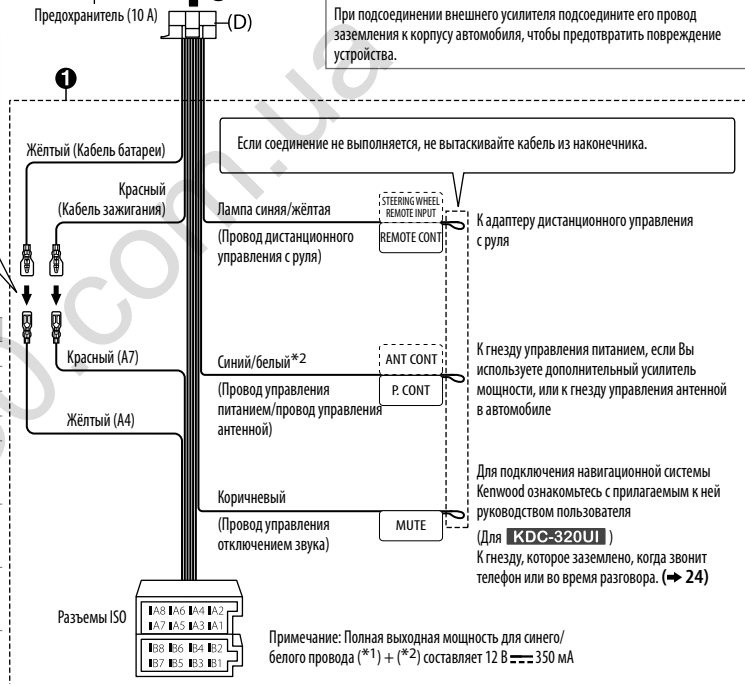 Предохранитель (10 A)
(D)
При подсоединении внешнего усилителя подсоедините его провод
заземления к корпусу автомобиля, чтобы предотвратить повреждение
устройства.
1
Если соединение не выполняется, не вытаскивайте кабель из наконечника.
Жёлтый (Кабель батареи)
Красный
(Кабель зажигания)
Лампа синяя/жёлтая
(Провод дистанционного
управления с руля)
STEERING WHEEL
REMOTE INPUT
REMOTE CONT
К адаптеру дистанционного управления
с руля
Красный (A7)
Жёлтый (A4)
Синий/белый*2
(Провод управления
питанием/провод управления
антенной)
ANT CONT
P. CONT
К гнезду управления питанием, если Вы
используете дополнительный усилитель
мощности, или к гнезду управления антенной
в автомобиле
Коричневый
(Провод управления
отключением звука)
MUTE
Для подключения навигационной системы
Kenwood ознакомьтесь с прилагаемым к ней
руководством пользователя
(Для KDC-320UI )
К гнезду, которое заземлено, когда звонит
телефон или во время разговора. (➡ 24)
Разъемы ISO
A8 A6 A4 A2
A7 A5 A3 A1
B8 B6 B4 B2
B7 B5 B3 B1
Примечание: Полная выходная мощность для синего/
белого провода (*1) + (*2) составляет 12 В ⎓ 350 мА
.com.ua